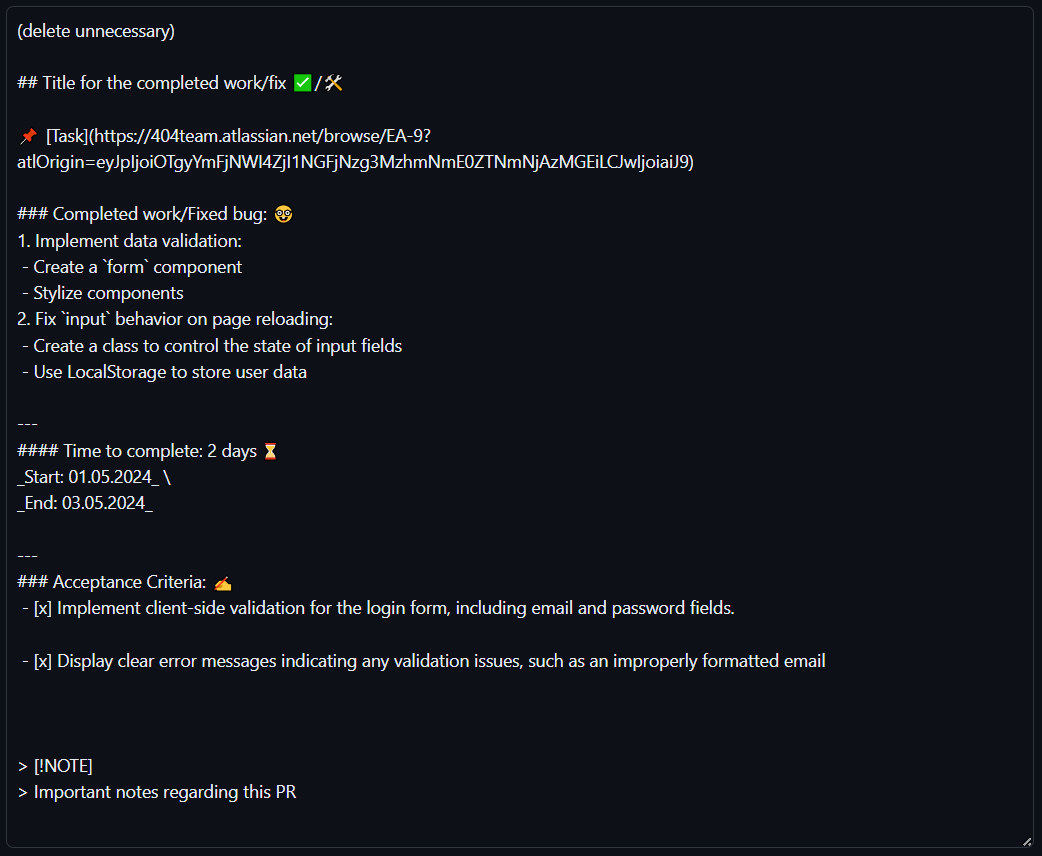 (delete unnecessary)
## Title for the completed work/fix ✅/🛠️
📌 [Task](https://404team.atlassian.net/browse/EA-9?
atlOrigin=eyJpIjoiOTgyYmFjNWI4ZjI1NGFjNzg3MzhmNmE0ZTNmNjAzMGEiLCJwIjoiaiJ9)
### Completed work/Fixed bug: 🤓
1. Implement data validation:
- Create a `form` component
- Stylize components
2. Fix `input` behavior on page reloading:
- Create a class to control the state of input fields
- Use LocalStorage to store user data
---
#### Time to complete: 2 days ⏳
_Start: 01.05.2024_ \
_End: 03.05.2024_
---
### Acceptance Criteria: ✍️
- [x] Implement client-side validation for the login form, including email and password fields.
- [x] Display clear error messages indicating any validation issues, such as an improperly formatted email
> [!NOTE]
> Important notes regarding this PR